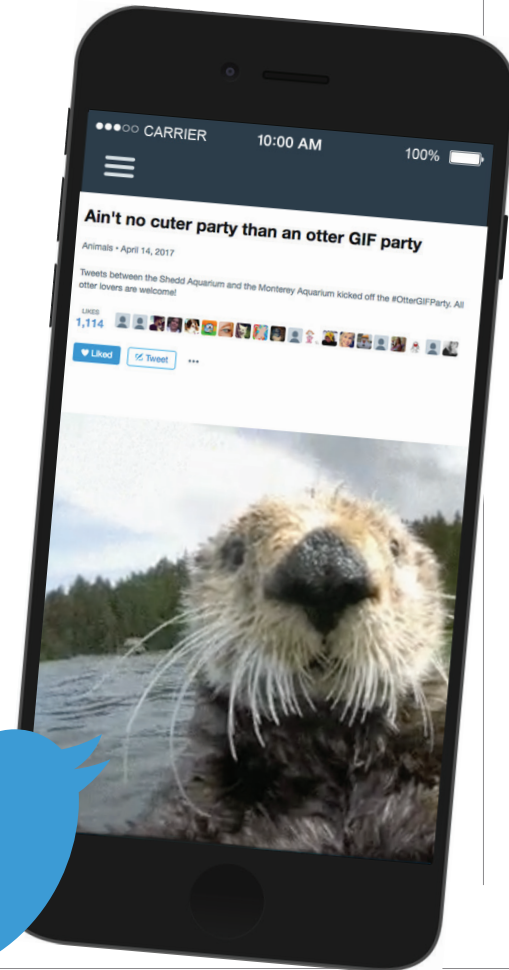 ●●●○○ CARRIER 10:00 AM 100%
Ain't no cuter party than an otter GIF party
Animals • April 14, 2017
Tweets between the Shedd Aquarium and the Monterey Aquarium kicked off the #OtterGIFParty. All
otter lovers are welcome!
LIKES
1,114
Liked Tweet •••